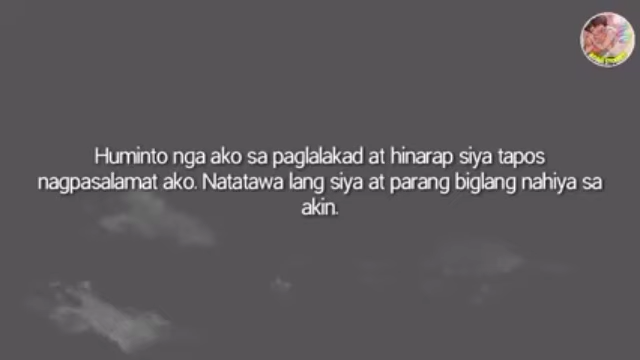 Huminto nga ako sa paglalakad at hinarap siya tapos
nagpasalamat ako. Natatawa lang siya at parang biglang nahiya sa
akin.